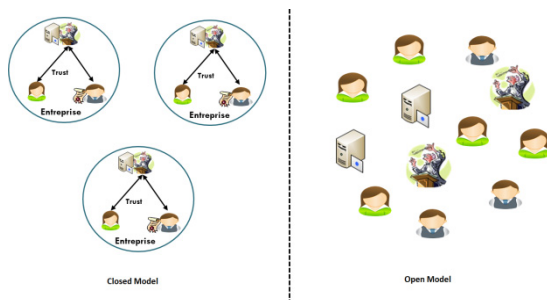 Trust
Entreprise
Trust
Entreprise
Trust
Entreprise
Closed Model
Open Model